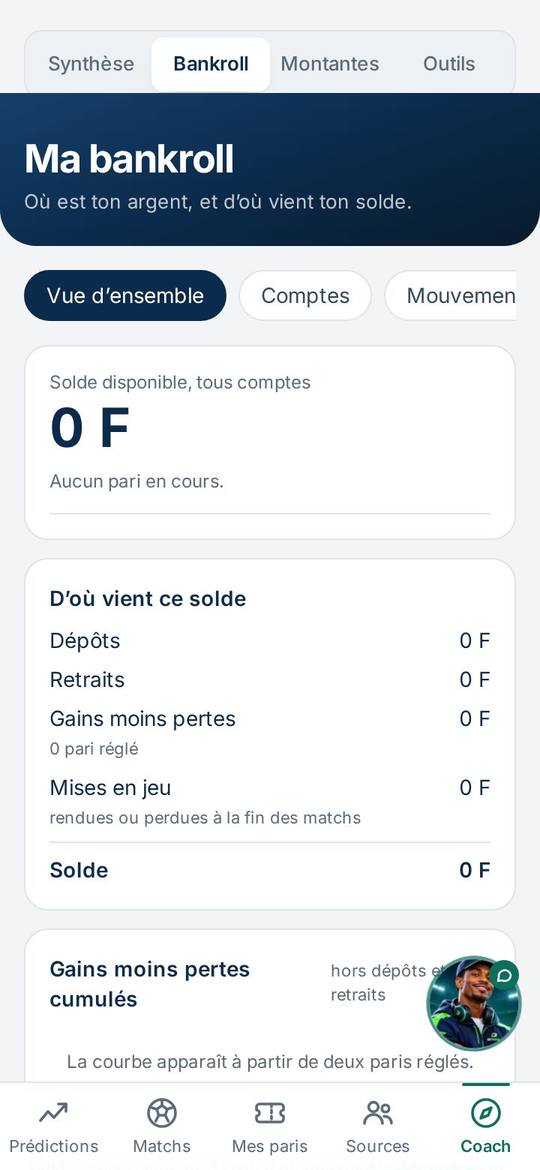 Synthèse Bankroll Montantes Outils
Ma bankroll
Où est ton argent, et d’où vient ton solde.
Vue d’ensemble Comptes Mouvemen
Solde disponible, tous comptes
0 F
Aucun pari en cours.
D’où vient ce solde
Dépôts 0 F
Retraits 0 F
Gains moins pertes 0 F
0 pari réglé
Mises en jeu 0 F
rendues ou perdues à la fin des matchs
Solde 0 F
Gains moins pertes hors dépôts et
cumulés retraits
La courbe apparaît à partir de deux paris réglés.
Prédictions Matchs Mes paris Sources Coach